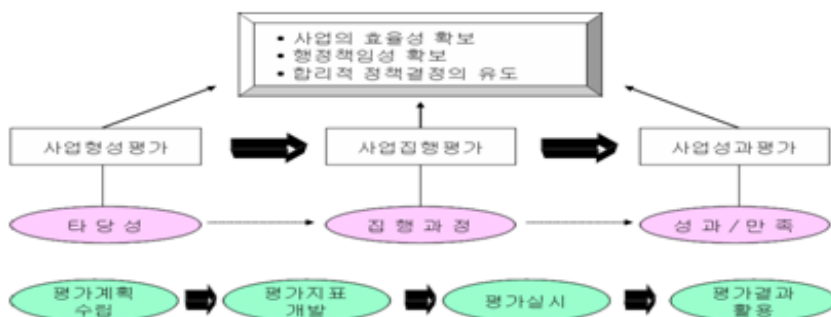 • 사업의 효율성 확보
• 행정책임성 확보
• 합리적 정책결정의 유도
사업형성평가
사업집행평가
사업성과평가
타당성
집행과정
성과/만족
평가계획
수립
평가지표
개발
평가실시
평가결과
활용